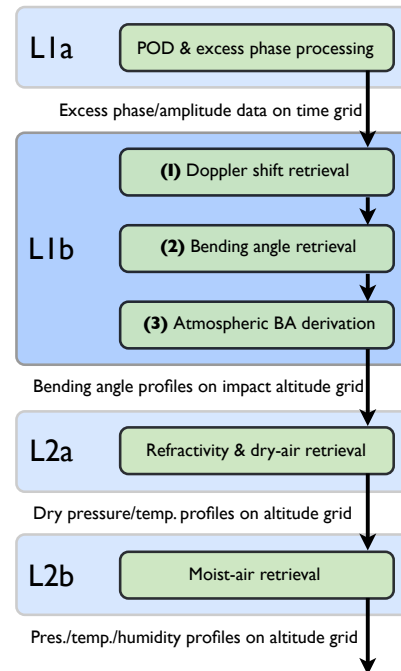 L1a
POD & excess phase processing
Excess phase/amplitude data on time grid
L1b
(1) Doppler shift retrieval
(2) Bending angle retrieval
(3) Atmospheric BA derivation
Bending angle profiles on impact altitude grid
L2a
Refractivity & dry-air retrieval
Dry pressure/temp. profiles on altitude grid
L2b
Moist-air retrieval
Pres./temp./humidity profiles on altitude grid